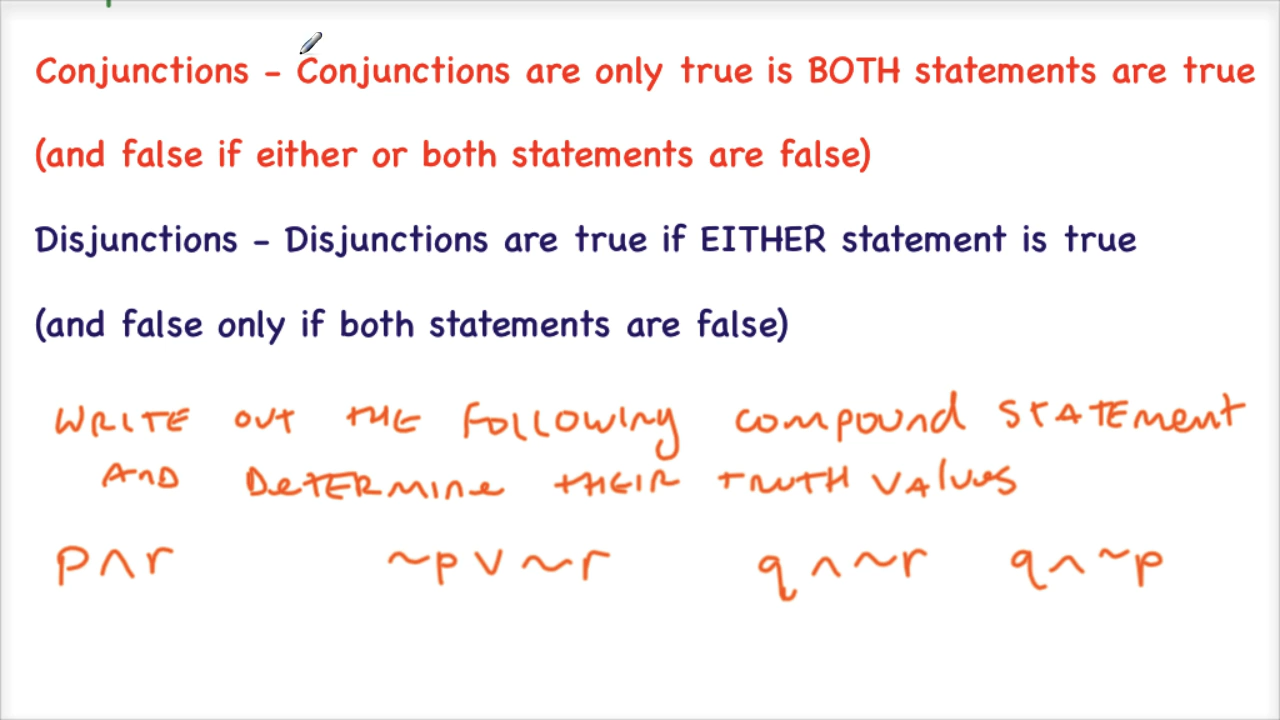 Conjunctions - Conjunctions are only true is BOTH statements are true
(and false if either or both statements are false)
Disjunctions - Disjunctions are true if EITHER statement is true
(and false only if both statements are false)
WRITE OUT THE FOLLOWING COMPOUND STATEMENT
AND DETERMINE THEIR TRUTH VALUES
p∧r ~p∨~r q∧~r q∧~p